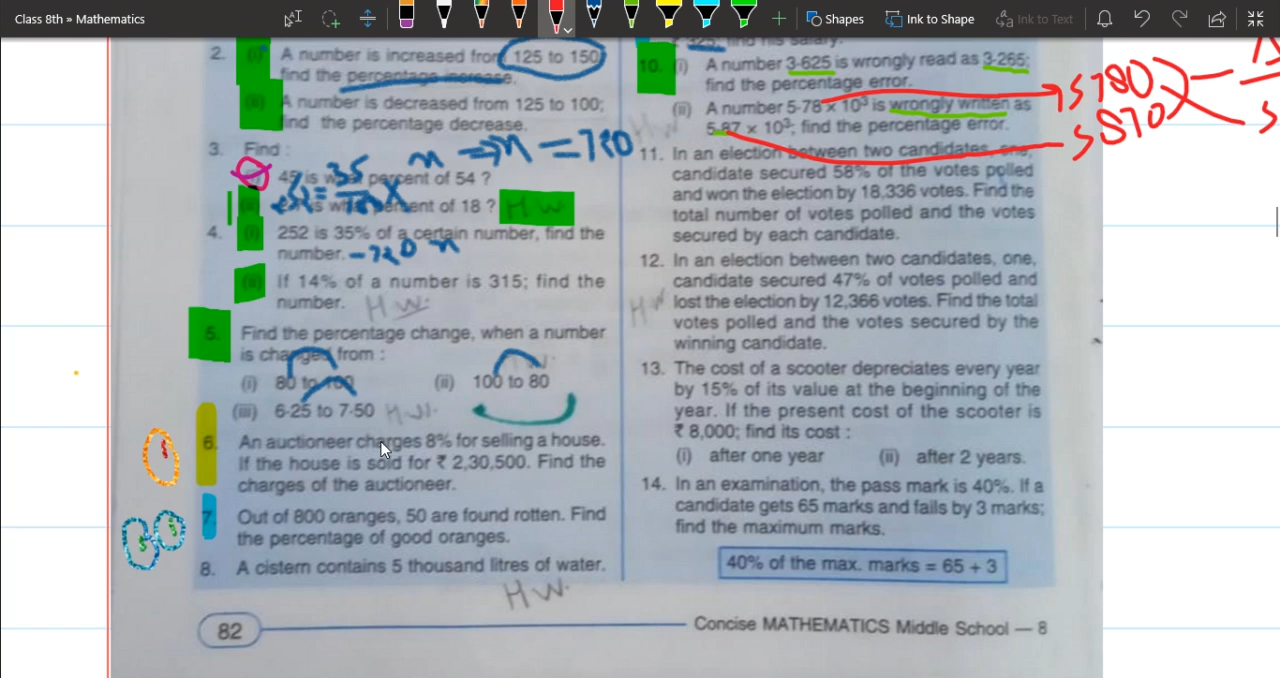 Class 8th » Mathematics
Shapes
Ink to Shape
Ink to Text
2. (i) A number is increased from 125 to 150;
find the percentage increase.
(ii) A number is decreased from 125 to 100;
find the percentage decrease.
3. Find :
45 is what percent of 54 ?
is what percent of 18 ? HW
4. (i) 252 is 35% of a certain number, find the
number. – 720
(ii) If 14% of a number is 315; find the
number. HW.
5. Find the percentage change, when a number
is changed from :
(i) 80 to 100 (ii) 100 to 80
(iii) 6·25 to 7·50 H.W.
6. An auctioneer charges 8% for selling a house.
If the house is sold for ₹ 2,30,500. Find the
charges of the auctioneer.
7. Out of 800 oranges, 50 are found rotten. Find
the percentage of good oranges.
8. A cistern contains 5 thousand litres of water.
HW.
find his salary.
10. (i) A number 3·625 is wrongly read as 3·265;
find the percentage error.
(ii) A number 5·78 × 10³ is wrongly written as
5·87 × 10³; find the percentage error.
5780
5870
HW
11. In an election between two candidates, one,
candidate secured 58% of the votes polled
and won the election by 18,336 votes. Find the
total number of votes polled and the votes
secured by each candidate.
12. In an election between two candidates, one,
candidate secured 47% of votes polled and
HW lost the election by 12,366 votes. Find the total
votes polled and the votes secured by the
winning candidate.
13. The cost of a scooter depreciates every year
by 15% of its value at the beginning of the
year. If the present cost of the scooter is
₹ 8,000; find its cost :
(i) after one year (ii) after 2 years.
14. In an examination, the pass mark is 40%. If a
candidate gets 65 marks and fails by 3 marks;
find the maximum marks.
40% of the max. marks = 65 + 3
82
Concise MATHEMATICS Middle School — 8